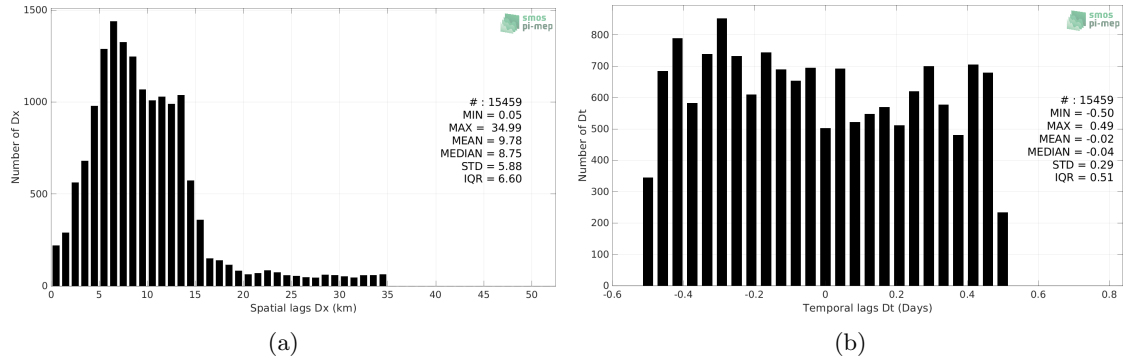 1500
1000
500
0
Number of Dx
0 5 10 15 20 25 30 35 40 45 50
Spatial lags Dx (km)
smos
pi-mep
# : 15459
MIN = 0.05
MAX = 34.99
MEAN = 9.78
MEDIAN = 8.75
STD = 5.88
IQR = 6.60
(a)
800
700
600
500
400
300
200
100
0
Number of Dt
-0.6 -0.4 -0.2 0 0.2 0.4 0.6 0.8
Temporal lags Dt (Days)
smos
pi-mep
# : 15459
MIN = -0.50
MAX = 0.49
MEAN = -0.02
MEDIAN = -0.04
STD = 0.29
IQR = 0.51
(b)